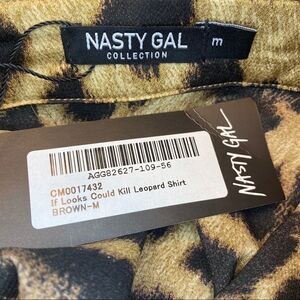 NASTY GAL
COLLECTION
m
AGG82627-109-56
CM0017432
If Looks Could Kill Leopard Shirt
BROWN-M
NASTY GAL